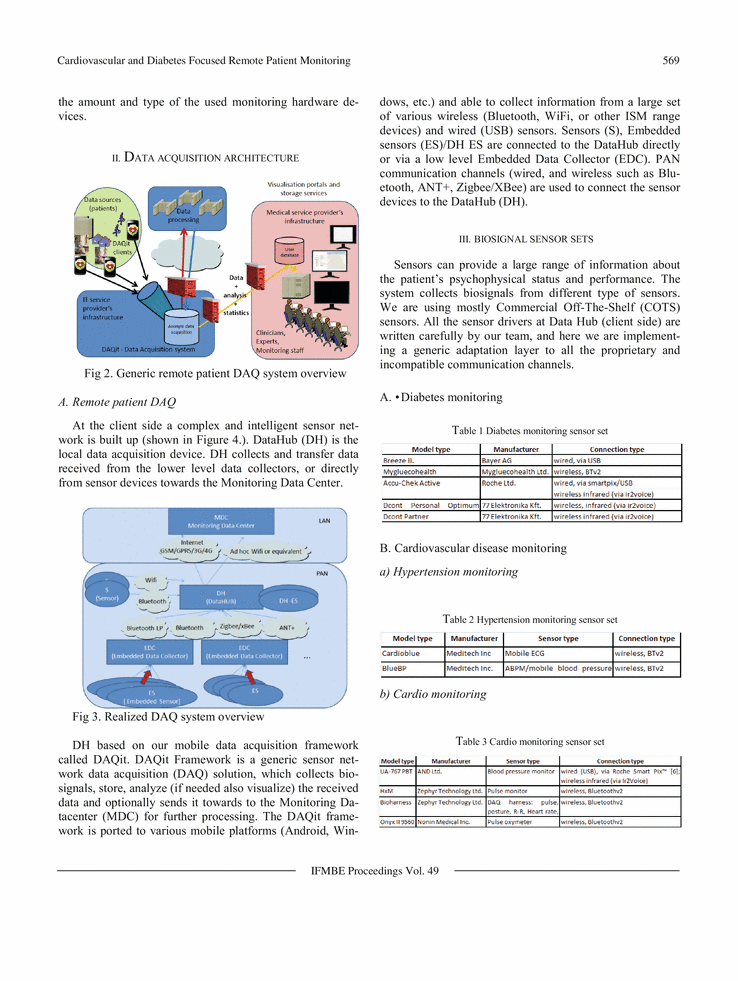 Cardiovascular and Diabetes Focused Remote Patient Monitoring
569
the amount and type of the used monitoring hardware de-
vices.
II. DATA ACQUISITION ARCHITECTURE
Visualisation portals and
storage services
Data sources
(patients)
DAQit
clients
Data
processing
Medical service provider's
infrastructure
User
database
Data
+
analysis
+
statistics
IT service
provider's
infrastructure
Analyze data
acquisition
DAQit - Data Acquisition system
Clinicians,
Experts,
Monitoring staff
Fig 2. Generic remote patient DAQ system overview
A. Remote patient DAQ
At the client side a complex and intelligent sensor net-
work is built up (shown in Figure 4.). DataHub (DH) is the
local data acquisition device. DH collects and transfer data
received from the lower level data collectors, or directly
from sensor devices towards the Monitoring Data Center.
MDC
Monitoring Data Center
LAN
Internet
GSM/GPRS/3G/4G
Ad hoc Wifi or equivalent
PAN
S
(Sensor)
Wifi
Bluetooth
DH
(DataHUB)
DH-ES
Bluetooth LP
Bluetooth
Zigbee/xBee
ANT+
EDC
(Embedded Data Collector)
EDC
(Embedded Data Collector)
...
ES
(Embedded Sensor)
ES
Fig 3. Realized DAQ system overview
DH based on our mobile data acquisition framework
called DAQit. DAQit Framework is a generic sensor net-
work data acquisition (DAQ) solution, which collects bio-
signals, store, analyze (if needed also visualize) the received
data and optionally sends it towards to the Monitoring Da-
tacenter (MDC) for further processing. The DAQit frame-
work is ported to various mobile platforms (Android, Win-
dows, etc.) and able to collect information from a large set
of various wireless (Bluetooth, WiFi, or other ISM range
devices) and wired (USB) sensors. Sensors (S), Embedded
sensors (ES)/DH ES are connected to the DataHub directly
or via a low level Embedded Data Collector (EDC). PAN
communication channels (wired, and wireless such as Blu-
etooth, ANT+, Zigbee/XBee) are used to connect the sensor
devices to the DataHub (DH).
III. BIOSIGNAL SENSOR SETS
Sensors can provide a large range of information about
the patient's psychophysical status and performance. The
system collects biosignals from different type of sensors.
We are using mostly Commercial Off-The-Shelf (COTS)
sensors. All the sensor drivers at Data Hub (client side) are
written carefully by our team, and here we are implement-
ing a generic adaptation layer to all the proprietary and
incompatible communication channels.
A. •Diabetes monitoring
Table 1 Diabetes monitoring sensor set
Model type Manufacturer Connection type
Breeze II. Bayer AG wired, via USB
Mygluecohealth Mygluecohealth Ltd. wireless, BTv2
Accu-Chek Active Roche Ltd. wired, via smartpix/USB
wireless infrared (via ir2voice)
Dcont Personal Optimum 77 Elektronika Kft. wireless, infrared (via ir2voice)
Dcont Partner 77 Elektronika Kft. wireless infrared (via ir2voice)
B. Cardiovascular disease monitoring
a) Hypertension monitoring
Table 2 Hypertension monitoring sensor set
Model type Manufacturer Sensor type Connection type
Cardioblue Meditech Inc Mobile ECG wireless, BTv2
BlueBP Meditech Inc. ABPM/mobile blood pressure wireless, BTv2
b) Cardio monitoring
Table 3 Cardio monitoring sensor set
Model type Manufacturer Sensor type Connection type
UA-767 PBT AND Ltd. Blood pressure monitor wired (USB), via Roche Smart Pix™ [6];
wireless infrared (via Ir2Voice)
HxM Zephyr Technology Ltd. Pulse monitor wireless, Bluetoothv2
Bioharness Zephyr Technology Ltd. DAQ harness: pulse, wireless, Bluetoothv2
posture, R-R, Heart rate.
Onyx II 9560 Nonin Medical Inc. Pulse oxymeter wireless, Bluetoothv2
IFMBE Proceedings Vol. 49